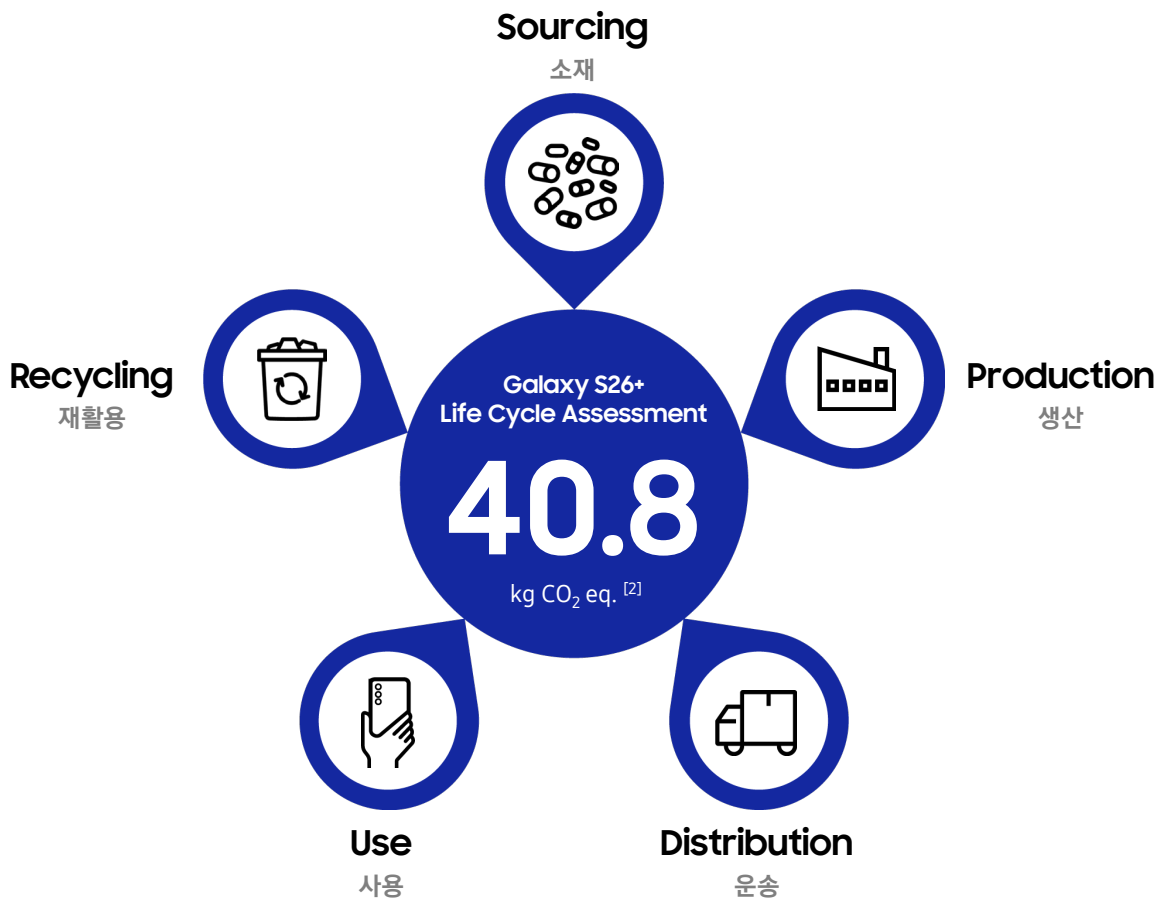 Sourcing
소재
Recycling
재활용
Production
생산
Galaxy S26+
Life Cycle Assessment
40.8
kg CO₂ eq. [2]
Use
사용
Distribution
운송